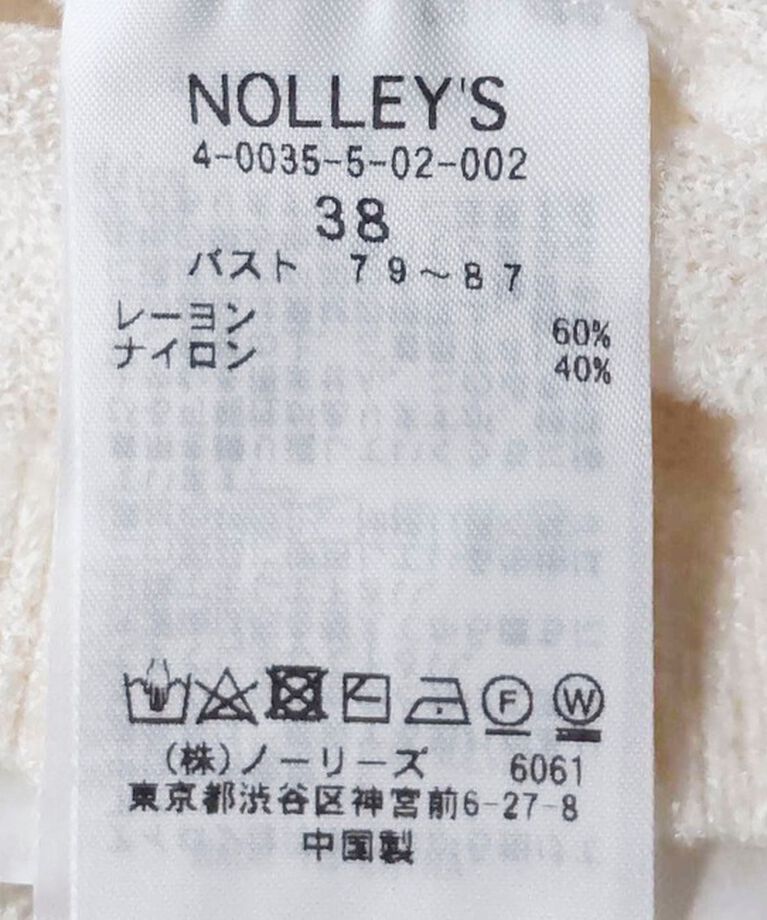 NOLLEY'S
4-0035-5-02-002
38
バスト 79～87
レーヨン 60%
ナイロン 40%
F W
(株)ノーリーズ 6061
東京都渋谷区神宮前6-27-8
中国製